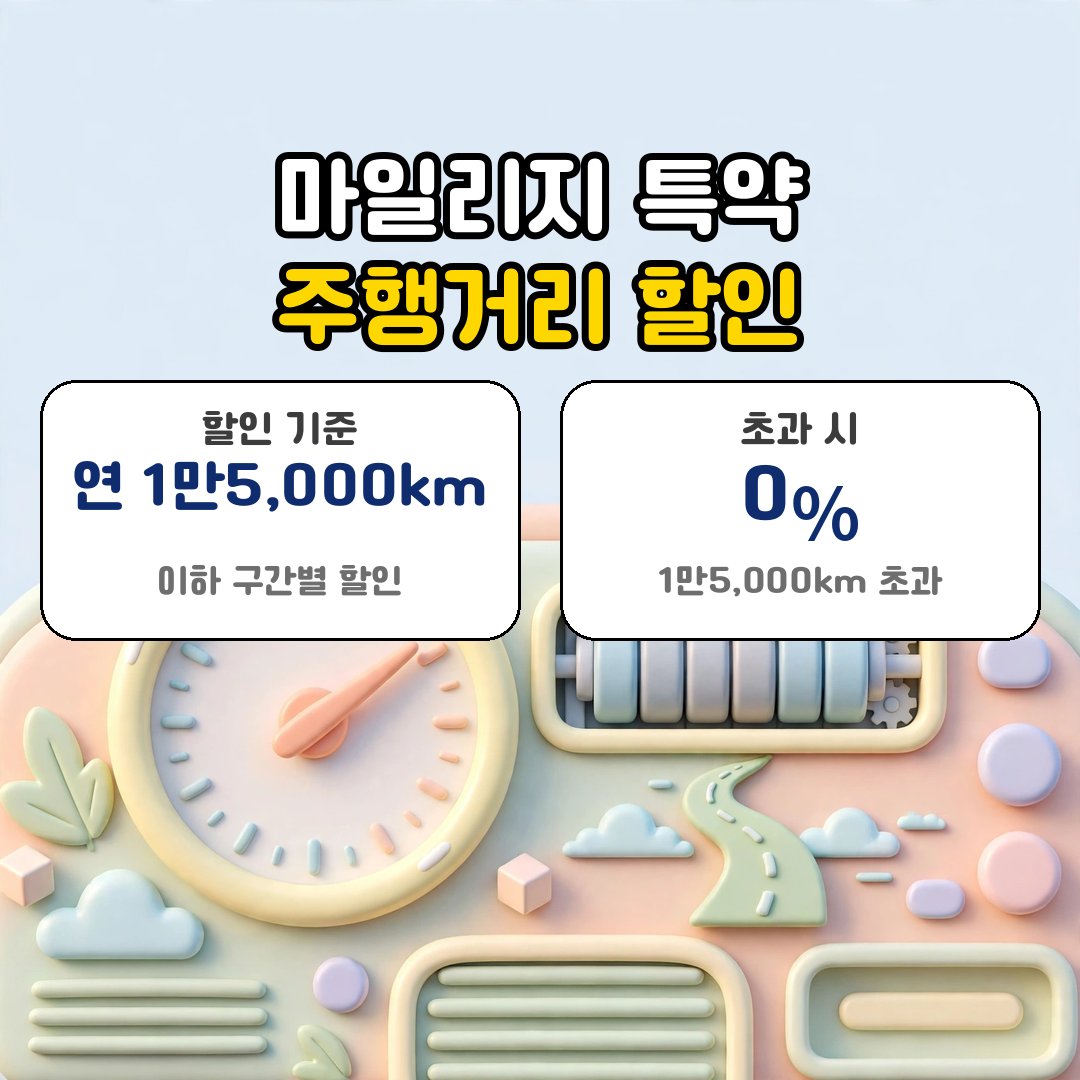 마일리지 특약
주행거리 할인
할인 기준
연 1만5,000km
이하 구간별 할인
초과 시
0%
1만5,000km 초과